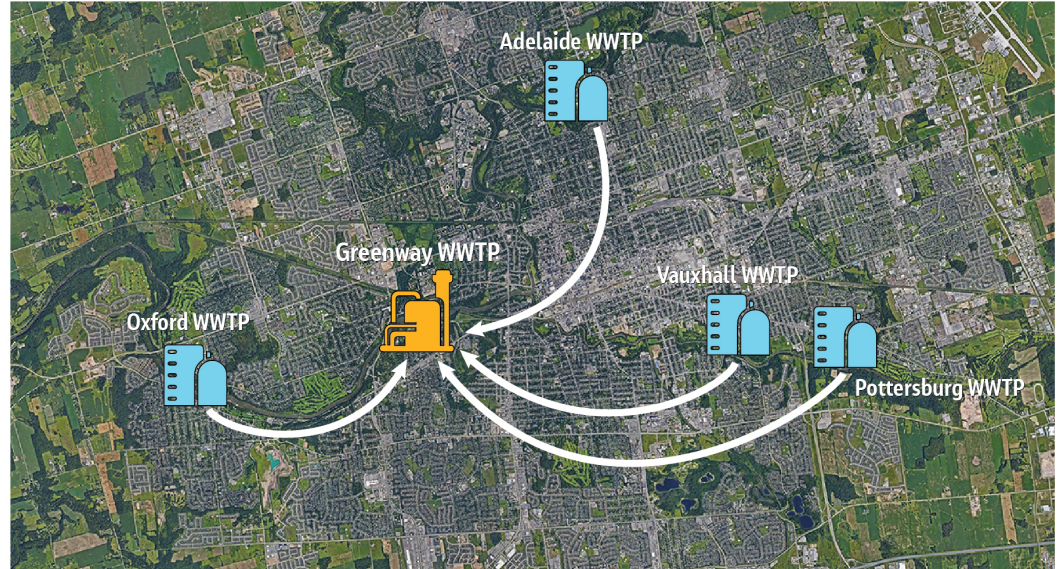 Adelaide WWTP
Greenway WWTP
Vauxhall WWTP
Oxford WWTP
Pottersburg WWTP